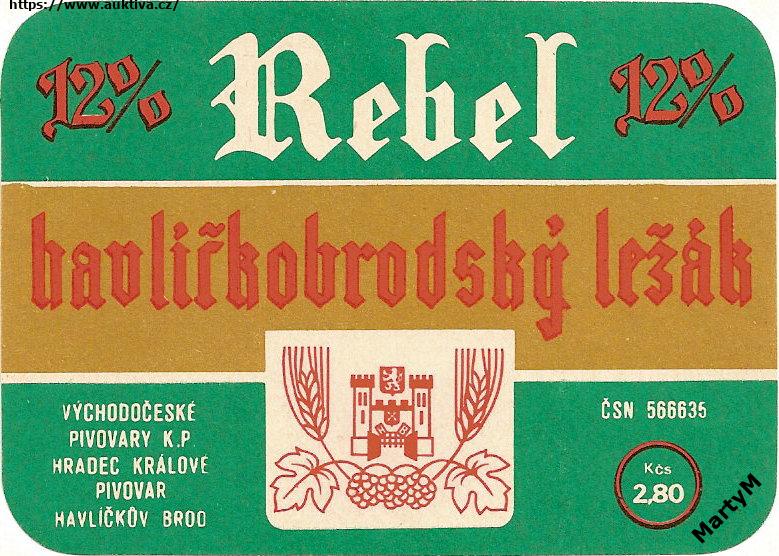 https://www.auktiva.cz/
12% Rebel 12%
havlíčkobrodský ležák
VÝCHODOČESKÉ
PIVOVARY K.P.
HRADEC KRÁLOVÉ
PIVOVAR
HAVLÍČKŮV BROD
ČSN 566635
Kčs
2,80
MartyM